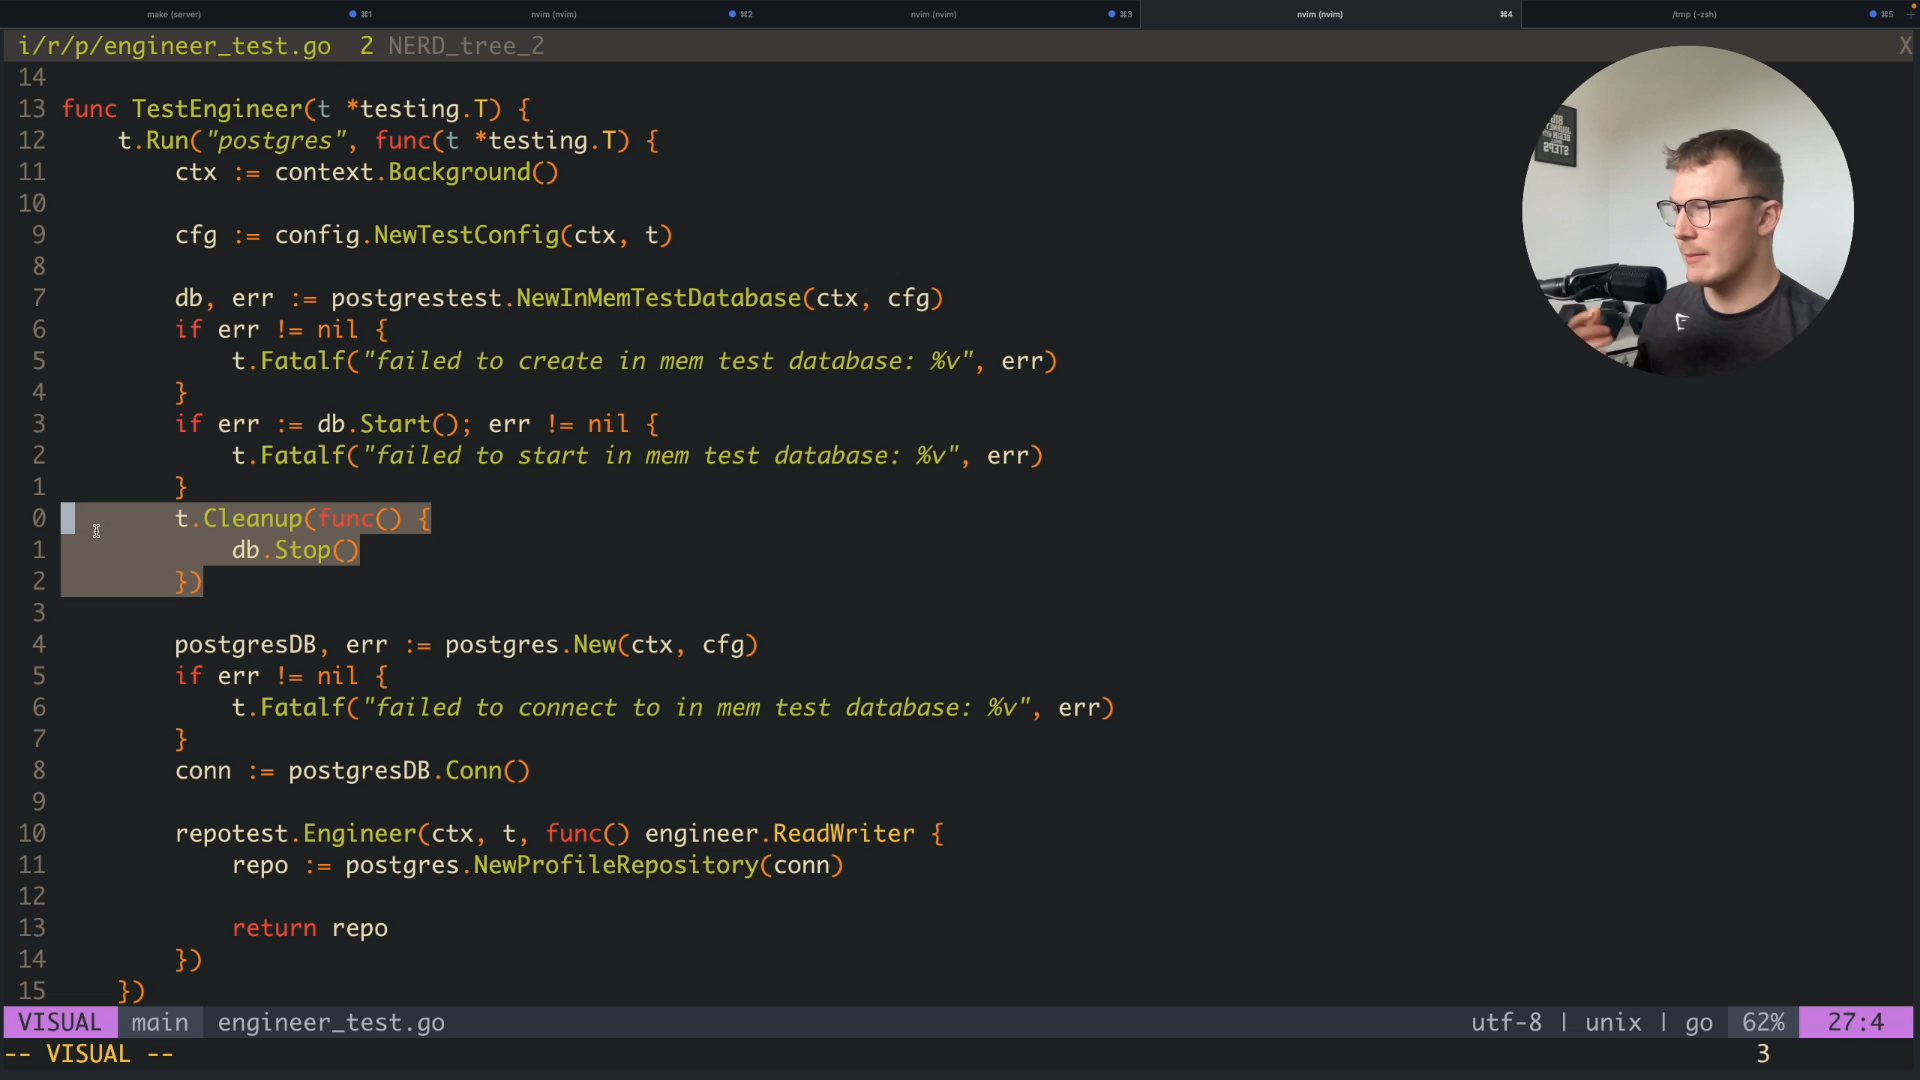 make (server) ⌘1 nvim (nvim) ⌘2 nvim (nvim) ⌘3 nvim (nvim) ⌘4 /tmp (-zsh) ⌘5 +
i/r/p/engineer_test.go 2 NERD_tree_2 X
14
13 func TestEngineer(t *testing.T) {
12 t.Run("postgres", func(t *testing.T) {
11 ctx := context.Background()
10
9 cfg := config.NewTestConfig(ctx, t)
8
7 db, err := postgrestest.NewInMemTestDatabase(ctx, cfg)
6 if err != nil {
5 t.Fatalf("failed to create in mem test database: %v", err)
4 }
3 if err := db.Start(); err != nil {
2 t.Fatalf("failed to start in mem test database: %v", err)
1 }
0 t.Cleanup(func() {
1 db.Stop()
2 })
3
4 postgresDB, err := postgres.New(ctx, cfg)
5 if err != nil {
6 t.Fatalf("failed to connect to in mem test database: %v", err)
7 }
8 conn := postgresDB.Conn()
9
10 repotest.Engineer(ctx, t, func() engineer.ReadWriter {
11 repo := postgres.NewProfileRepository(conn)
12
13 return repo
14 })
15 })
VISUAL main engineer_test.go utf-8 | unix | go 62% 27:4
-- VISUAL -- 3
BIG
JOURNEYS
BEGIN WITH
SMALL
STEPS